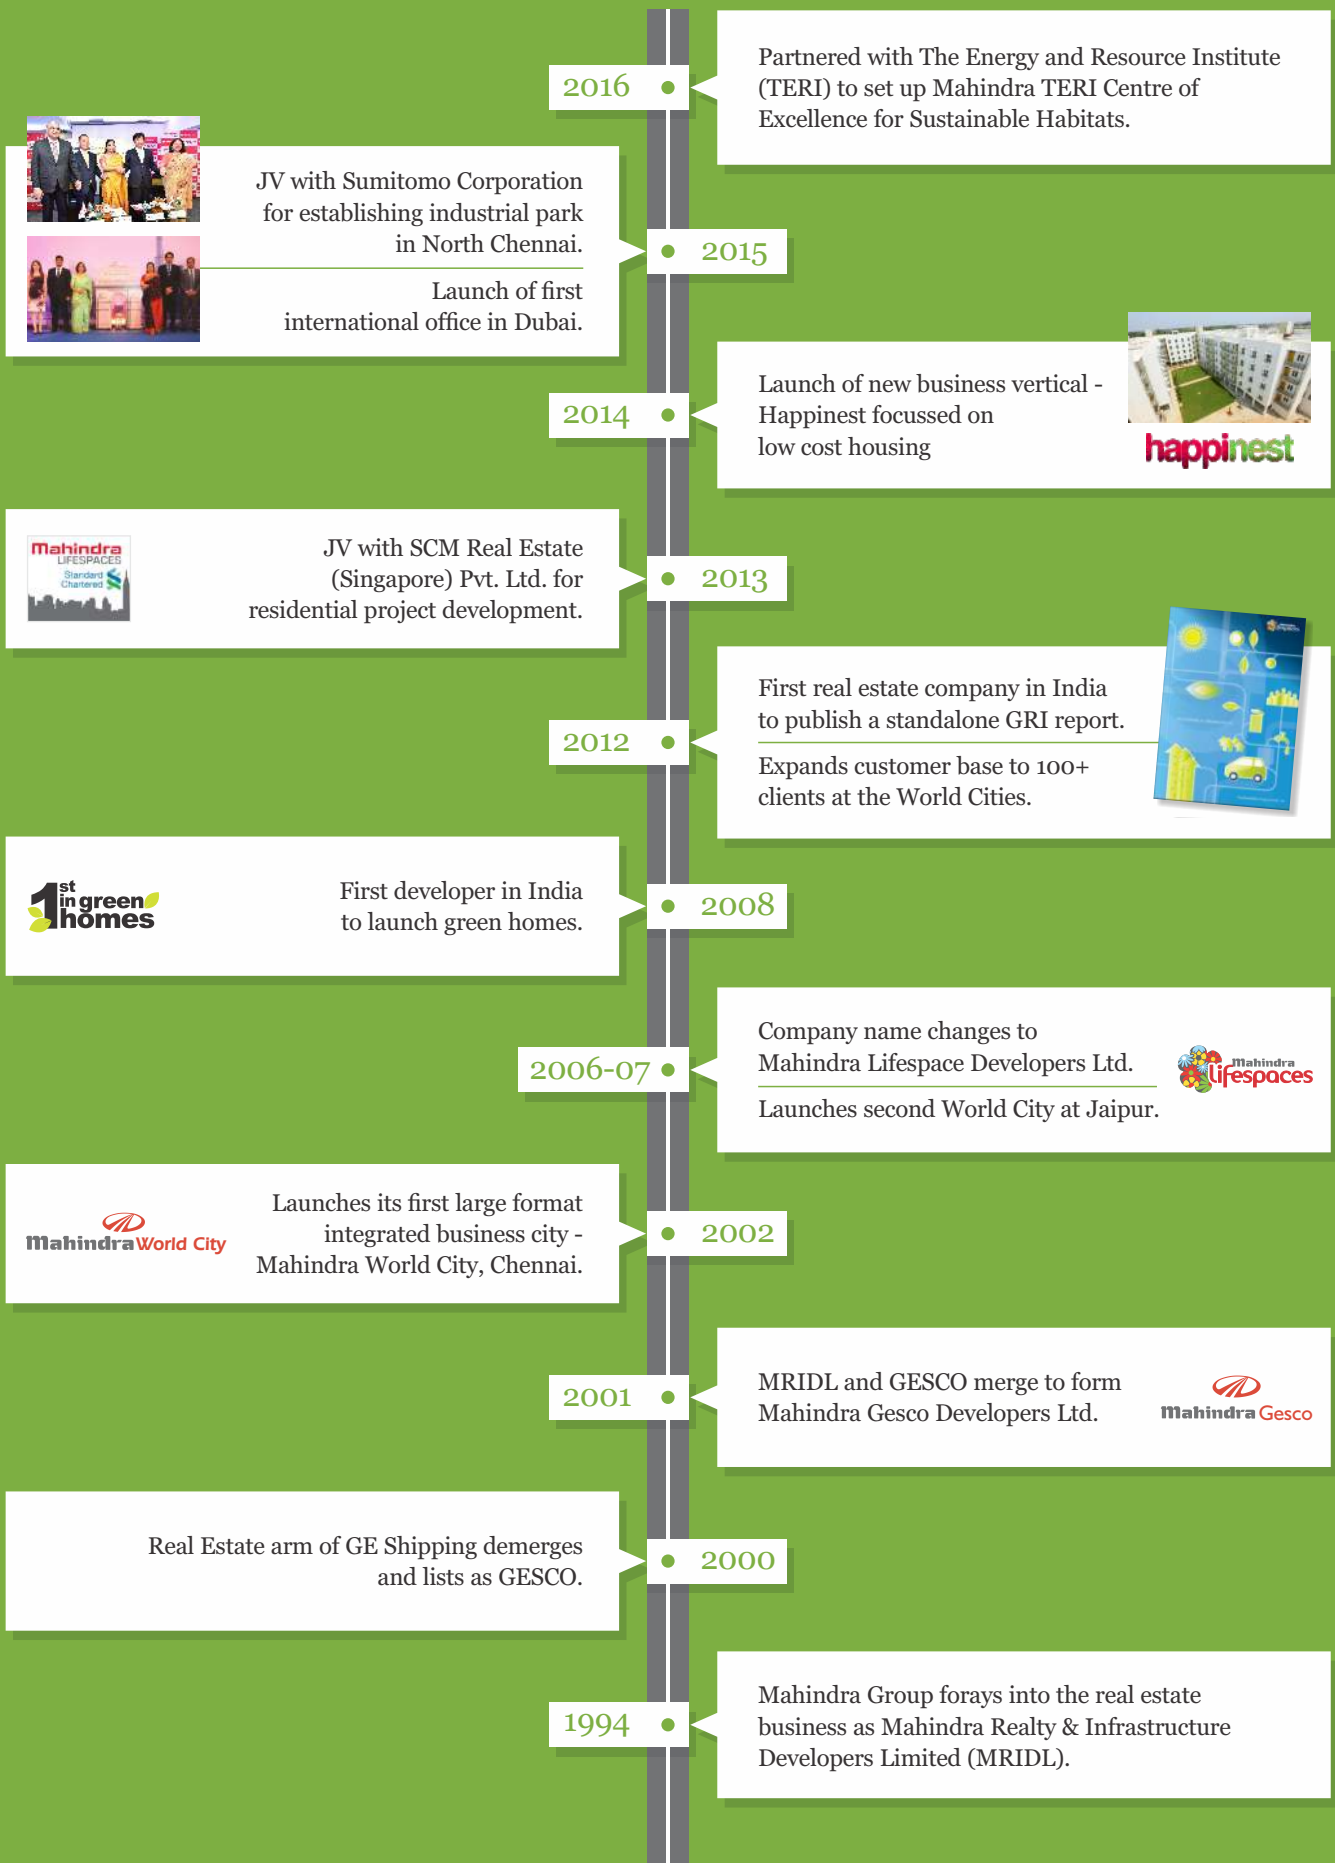 2016
Partnered with The Energy and Resource Institute
(TERI) to set up Mahindra TERI Centre of
Excellence for Sustainable Habitats.
JV with Sumitomo Corporation
for establishing industrial park
in North Chennai.
Launch of first
international office in Dubai.
2015
2014
Launch of new business vertical -
Happinest focussed on
low cost housing
happinest
Mahindra
LIFESPACES
Standard
Chartered
JV with SCM Real Estate
(Singapore) Pvt. Ltd. for
residential project development.
2013
2012
First real estate company in India
to publish a standalone GRI report.
Expands customer base to 100+
clients at the World Cities.
1st
in green
homes
First developer in India
to launch green homes.
2008
2006-07
Company name changes to
Mahindra Lifespace Developers Ltd.
Launches second World City at Jaipur.
Mahindra
Lifespaces
Mahindra World City
Launches its first large format
integrated business city -
Mahindra World City, Chennai.
2002
2001
MRIDL and GESCO merge to form
Mahindra Gesco Developers Ltd.
Mahindra Gesco
Real Estate arm of GE Shipping demerges
and lists as GESCO.
2000
1994
Mahindra Group forays into the real estate
business as Mahindra Realty & Infrastructure
Developers Limited (MRIDL).